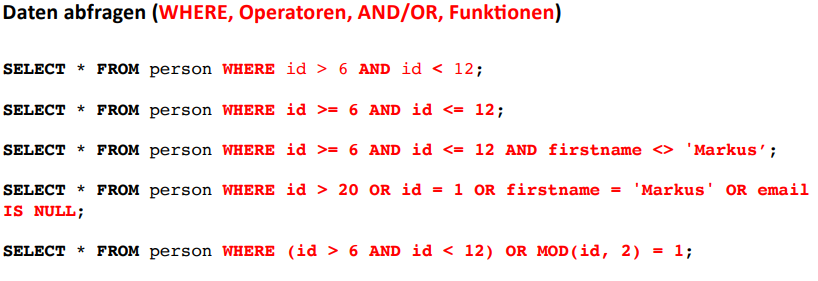 Daten abfragen (WHERE, Operatoren, AND/OR, Funktionen)
SELECT * FROM person WHERE id > 6 AND id < 12;
SELECT * FROM person WHERE id >= 6 AND id <= 12;
SELECT * FROM person WHERE id >= 6 AND id <= 12 AND firstname <> 'Markus’;
SELECT * FROM person WHERE id > 20 OR id = 1 OR firstname = 'Markus' OR email
IS NULL;
SELECT * FROM person WHERE (id > 6 AND id < 12) OR MOD(id, 2) = 1;